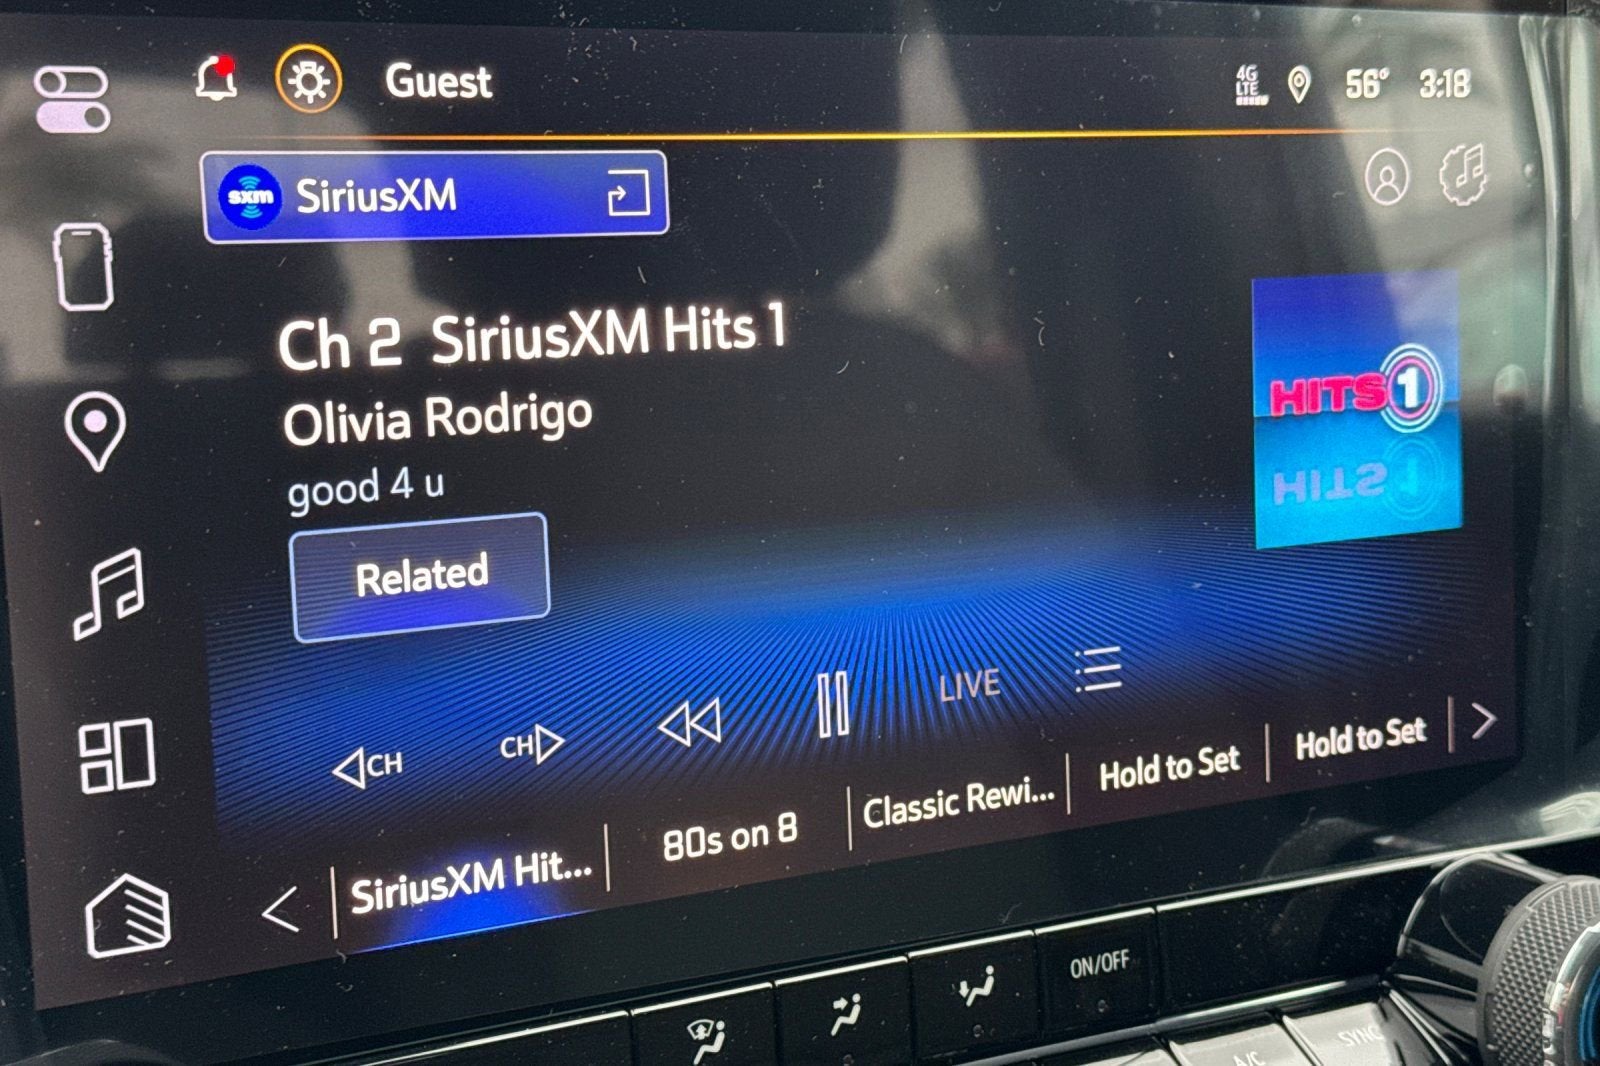 Guest
4G
LTE
56°
3:18
sxm SiriusXM
Ch 2 SiriusXM Hits 1
Olivia Rodrigo
good 4 u
HITS 1
HITS 1
Related
CH
CH
LIVE
SiriusXM Hit...
80s on 8
Classic Rewi...
Hold to Set
Hold to Set
ON/OFF
A/C
SYNC